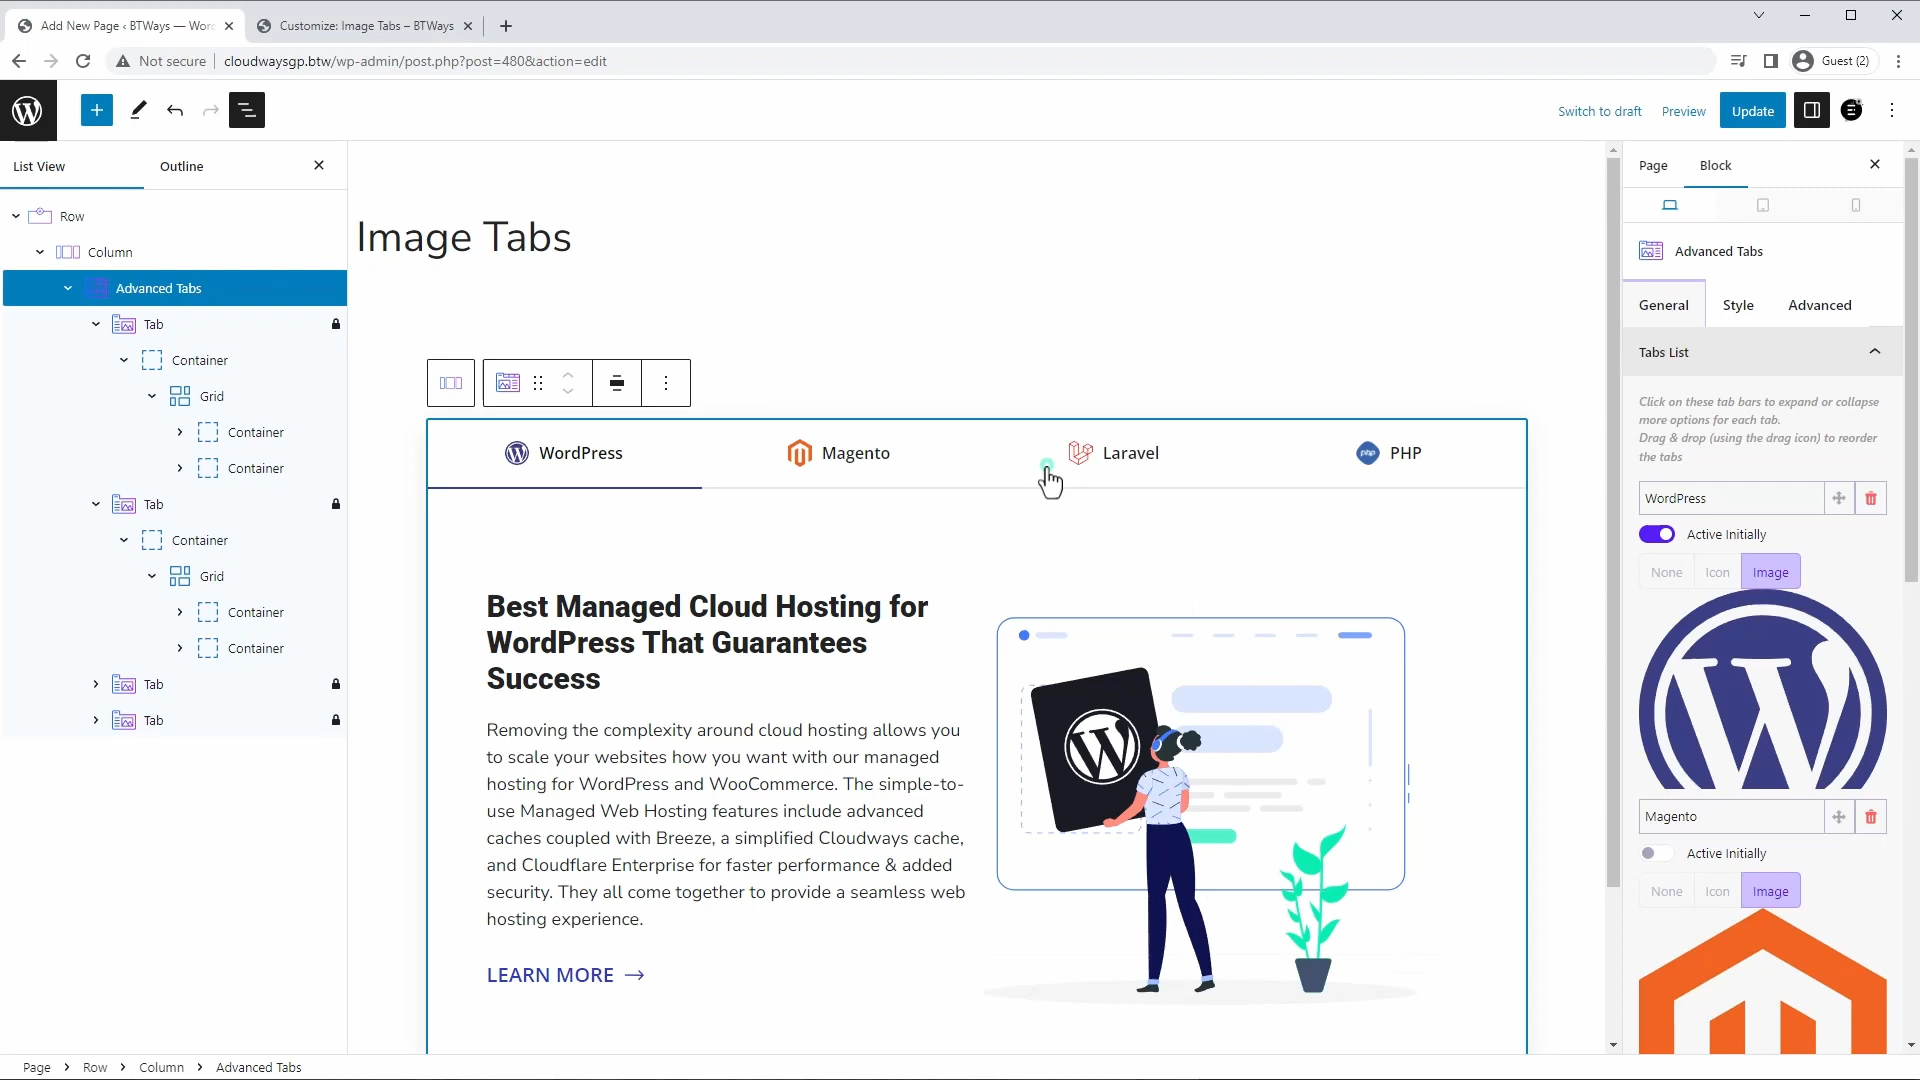 Add New Page ‹ BTWays — Wor
Customize: Image Tabs – BTWays
Not secure
cloudwaysgp.btw/wp-admin/post.php?post=480&action=edit
Guest (2)
Switch to draft
Preview
Update
List View
Outline
Page
Block
Row
Column
Advanced Tabs
Tab
Container
Grid
Container
Container
Tab
Container
Grid
Container
Container
Tab
Tab
Image Tabs
WordPress
Magento
Laravel
php
PHP
Best Managed Cloud Hosting for
WordPress That Guarantees
Success
Removing the complexity around cloud hosting allows you
to scale your websites how you want with our managed
hosting for WordPress and WooCommerce. The simple-to-
use Managed Web Hosting features include advanced
caches coupled with Breeze, a simplified Cloudways cache,
and Cloudflare Enterprise for faster performance & added
security. They all come together to provide a seamless web
hosting experience.
LEARN MORE
Advanced Tabs
General
Style
Advanced
Tabs List
Click on these tab bars to expand or collapse
more options for each tab.
Drag & drop (using the drag icon) to reorder
the tabs
WordPress
Active Initially
None
Icon
Image
Magento
Active Initially
None
Icon
Image
Page
Row
Column
Advanced Tabs